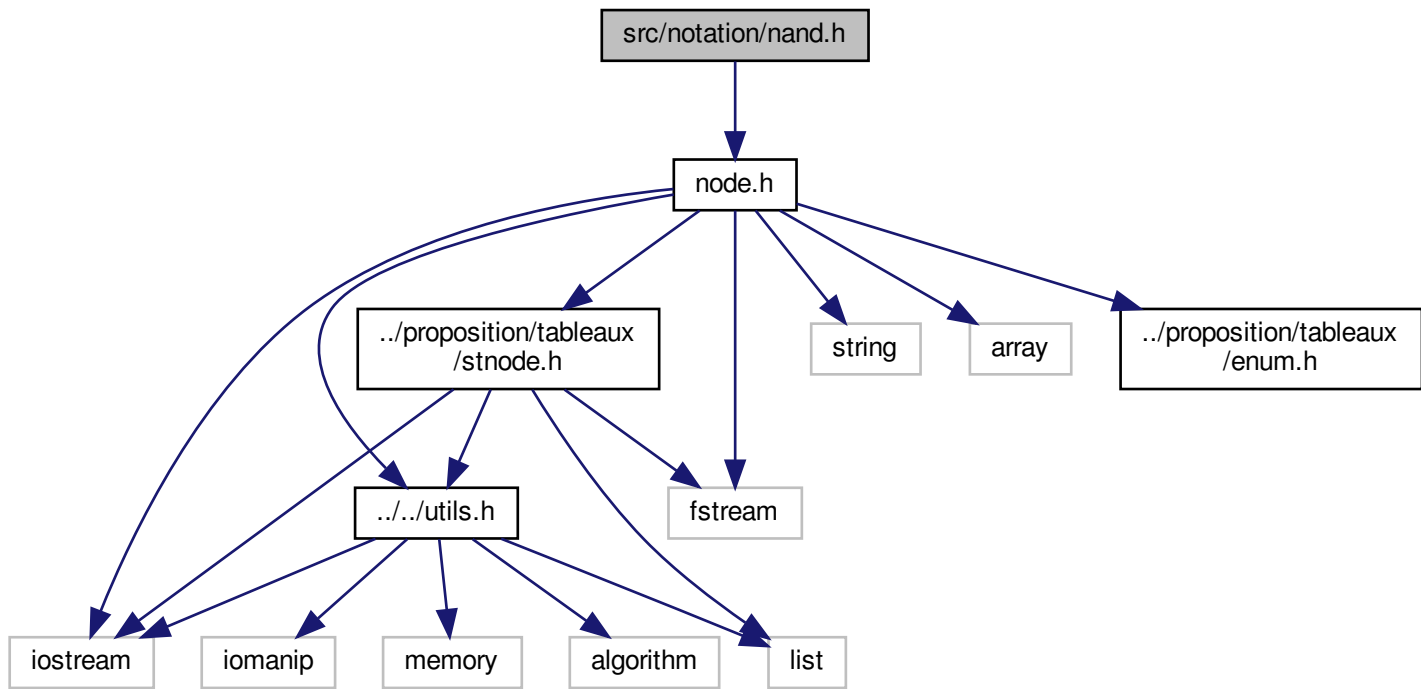 src/notation/nand.h
node.h
../proposition/tableaux
/stnode.h
string
array
../proposition/tableaux
/enum.h
../../utils.h
fstream
iostream
iomanip
memory
algorithm
list